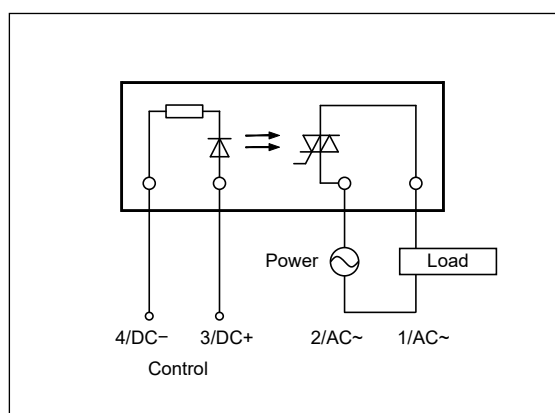 Power
Load
4/DC− 3/DC+ 2/AC~ 1/AC~
Control